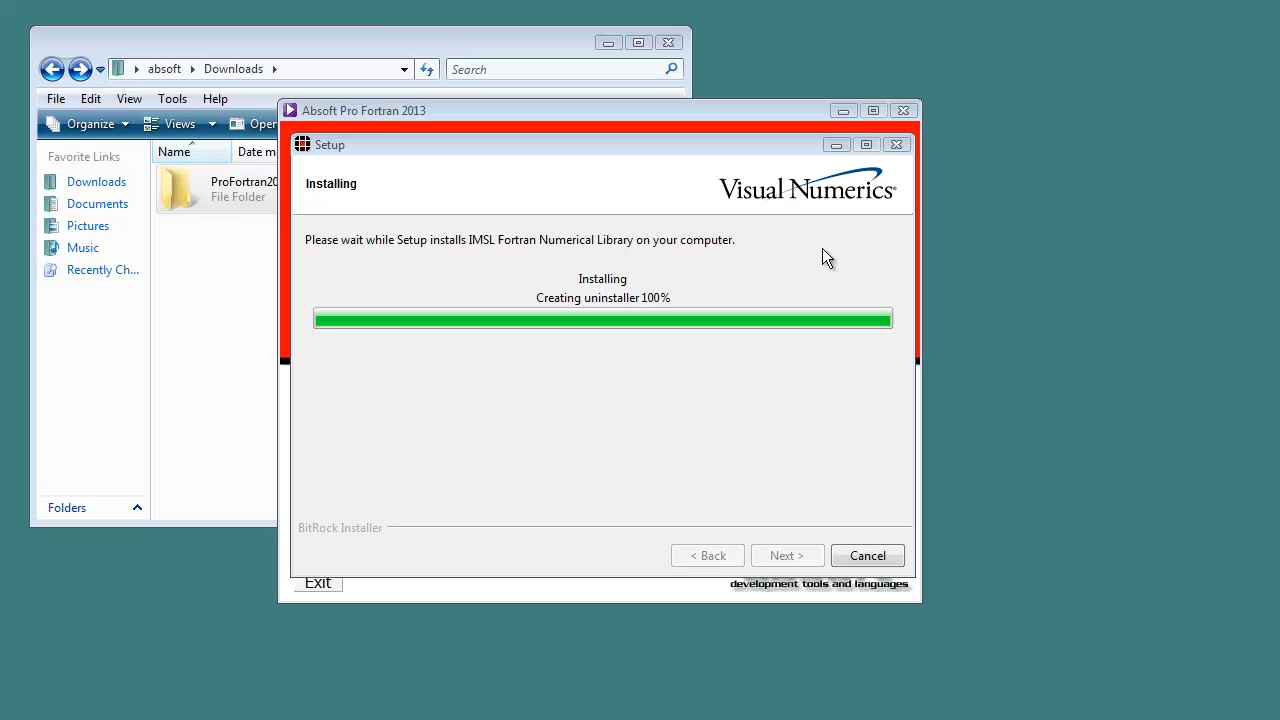 absoft
Downloads
Search
File Edit View Tools Help
Organize Views Open
Favorite Links
Downloads
Documents
Pictures
Music
Recently Ch...
Folders
Name Date m
ProFortran20
File Folder
Absoft Pro Fortran 2013
Setup
Installing
Visual Numerics
Please wait while Setup installs IMSL Fortran Numerical Library on your computer.
Installing
Creating uninstaller 100%
BitRock Installer
< Back Next > Cancel
Exit
development tools and languages